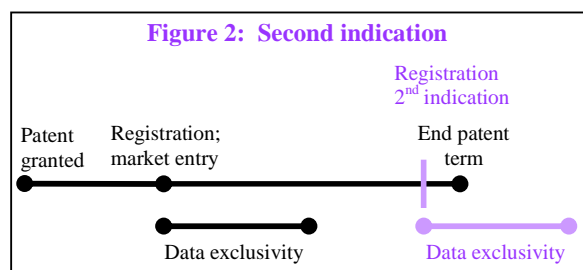 Figure 2:  Second indication
Registration
2nd indication
Patent
granted
Registration;
market entry
End patent
term
Data exclusivity
Data exclusivity